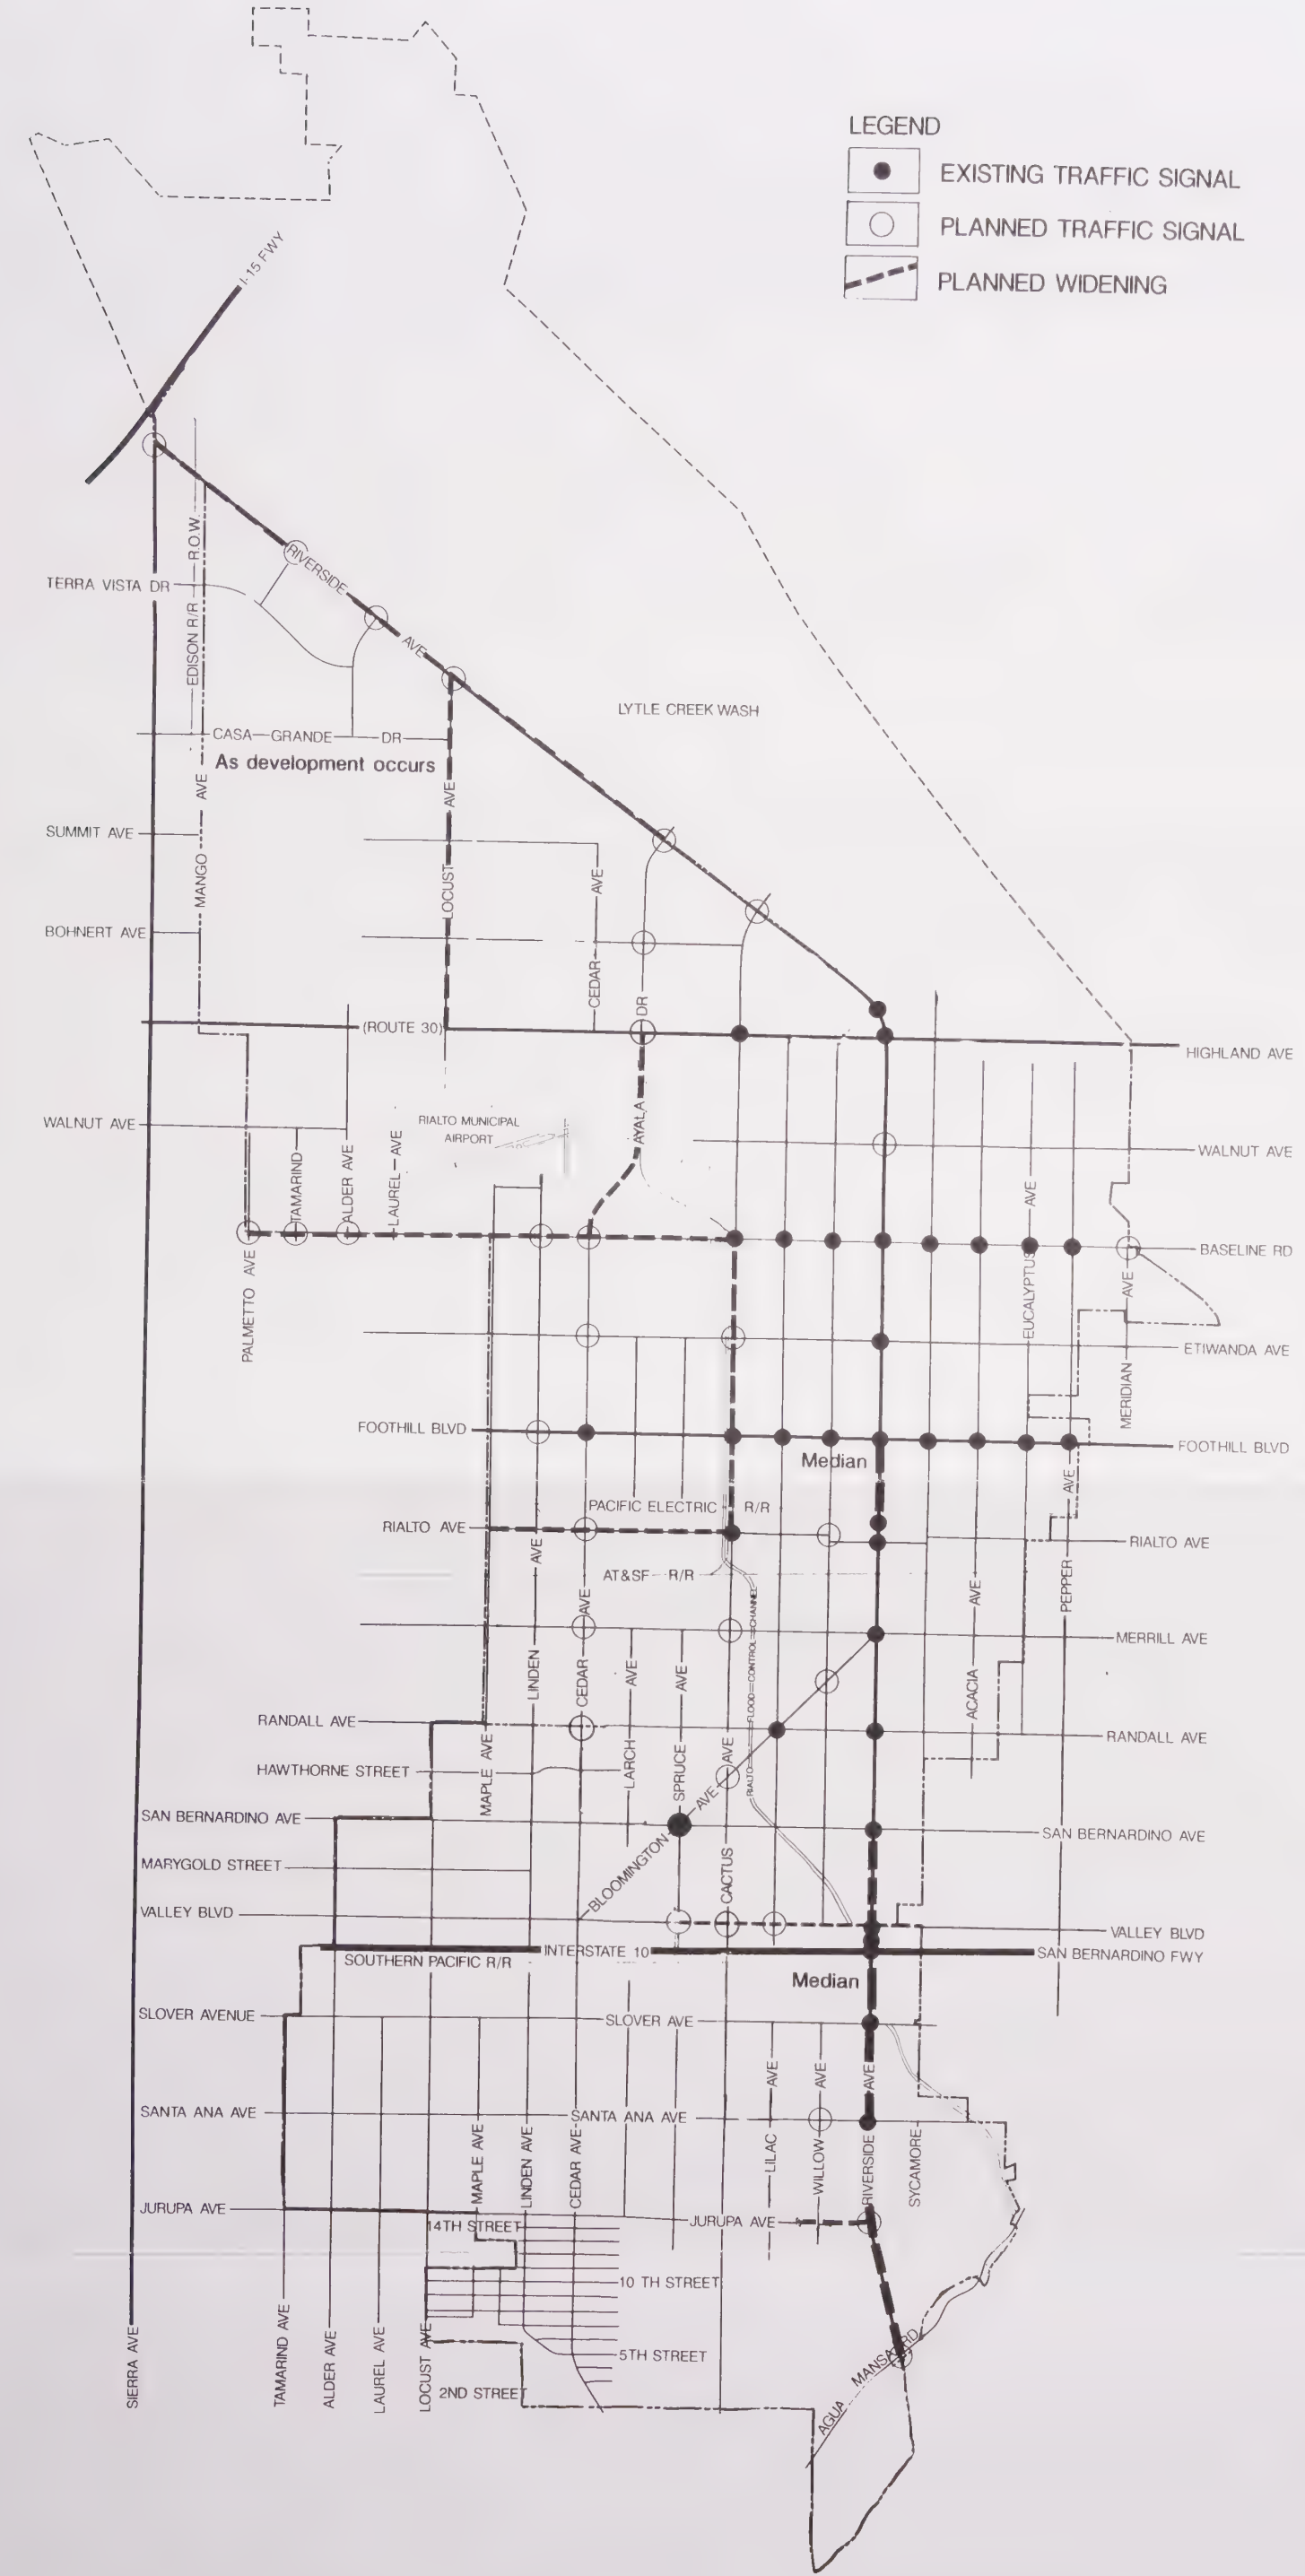 LEGEND
EXISTING TRAFFIC SIGNAL
PLANNED TRAFFIC SIGNAL
PLANNED WIDENING
I-15 FWY
EDISON R/R R.O.W.
RIVERSIDE AVE
TERRA VISTA DR
LYTLE CREEK WASH
CASA GRANDE DR
As development occurs
MANGO AVE
LOCUST AVE
SUMMIT AVE
CEDAR AVE
BOHNERT AVE
AYALA DR
(ROUTE 30)
HIGHLAND AVE
WALNUT AVE
RIALTO MUNICIPAL
AIRPORT
WALNUT AVE
TAMARIND
ALDER AVE
LAUREL AVE
EUCALYPTUS AVE
BASELINE RD
PALMETTO AVE
MERIDIAN AVE
ETIWANDA AVE
FOOTHILL BLVD
FOOTHILL BLVD
Median
PACIFIC ELECTRIC R/R
RIALTO AVE
RIALTO AVE
AT&SF R/R
PEPPER AVE
LINDEN AVE
CEDAR AVE
RIALTO FLOOD CONTROL CHANNEL
ACACIA AVE
MERRILL AVE
RANDALL AVE
RANDALL AVE
MAPLE AVE
LARCH AVE
SPRUCE AVE
CACTUS AVE
HAWTHORNE STREET
SAN BERNARDINO AVE
SAN BERNARDINO AVE
BLOOMINGTON AVE
MARYGOLD STREET
VALLEY BLVD
VALLEY BLVD
INTERSTATE 10
SAN BERNARDINO FWY
SOUTHERN PACIFIC R/R
Median
SLOVER AVENUE
SLOVER AVE
SANTA ANA AVE
SANTA ANA AVE
MAPLE AVE
LINDEN AVE
CEDAR AVE
LILAC AVE
WILLOW AVE
RIVERSIDE AVE
SYCAMORE
JURUPA AVE
JURUPA AVE
14TH STREET
10 TH STREET
5TH STREET
2ND STREET
SIERRA AVE
TAMARIND AVE
ALDER AVE
LAUREL AVE
LOCUST AVE
AGUA MANSA RD